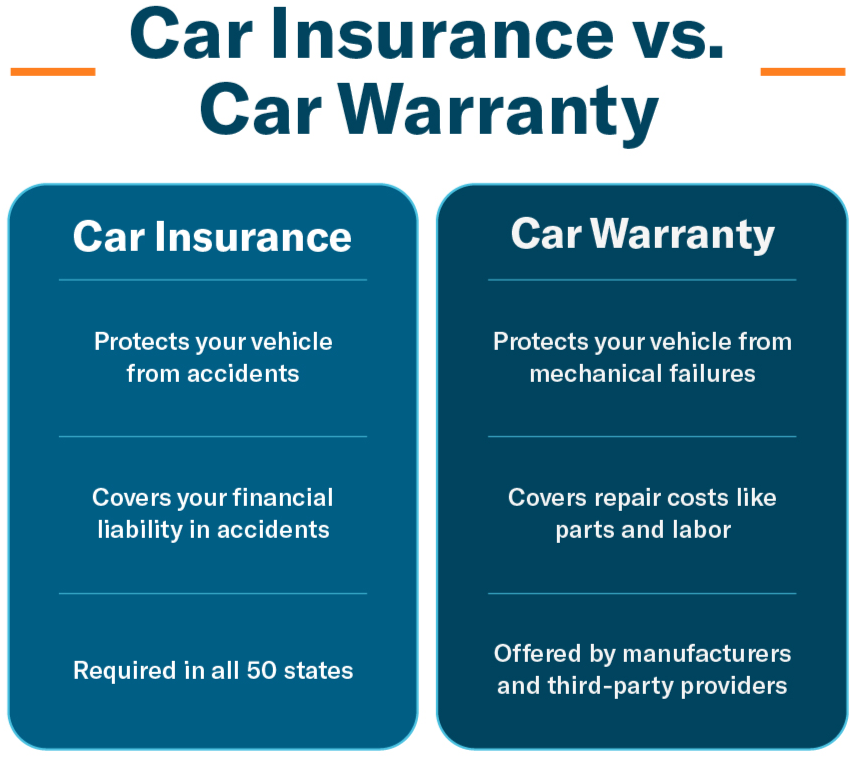 Car Insurance vs.
Car Warranty
Car Insurance
Protects your vehicle
from accidents
Covers your financial
liability in accidents
Required in all 50 states
Car Warranty
Protects your vehicle from
mechanical failures
Covers repair costs like
parts and labor
Offered by manufacturers
and third-party providers